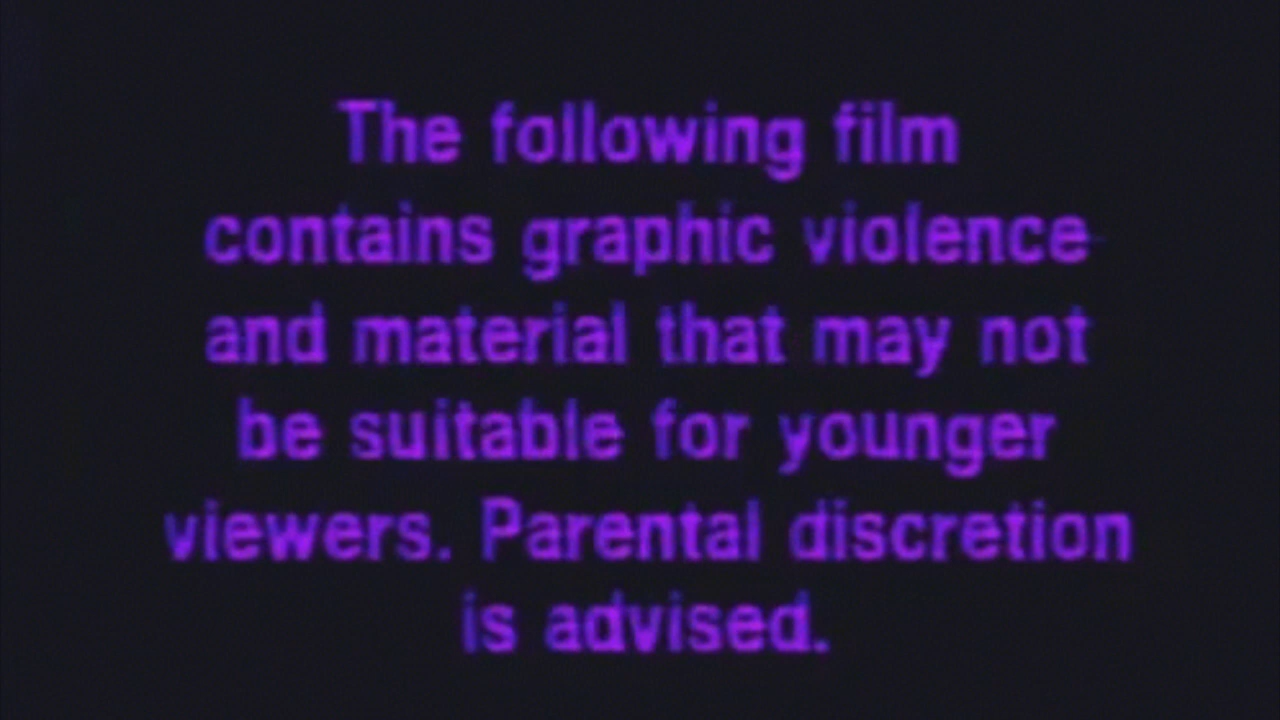 The following film
contains graphic violence
and material that may not
be suitable for younger
viewers. Parental discretion
is advised.